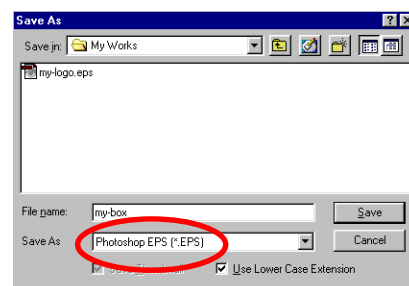 Save As
Save in: My Works
my-logo.eps
File name: my-box Save
Save As Photoshop EPS (*.EPS) Cancel
Use Lower Case Extension